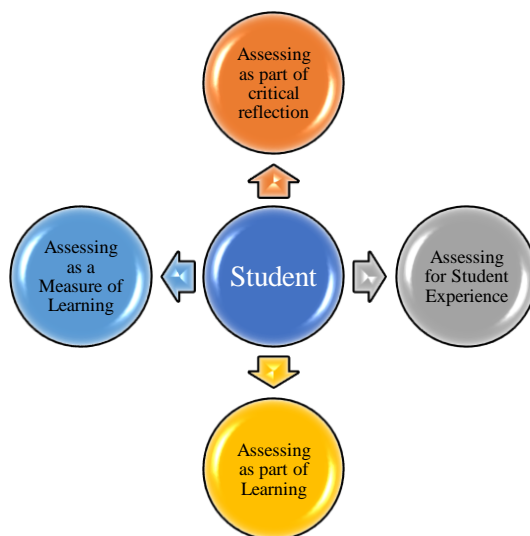 Assessing
as part of
critical
reflection
Assessing
as a
Measure of
Learning
Student
Assessing
for Student
Experience
Assessing
as part of
Learning